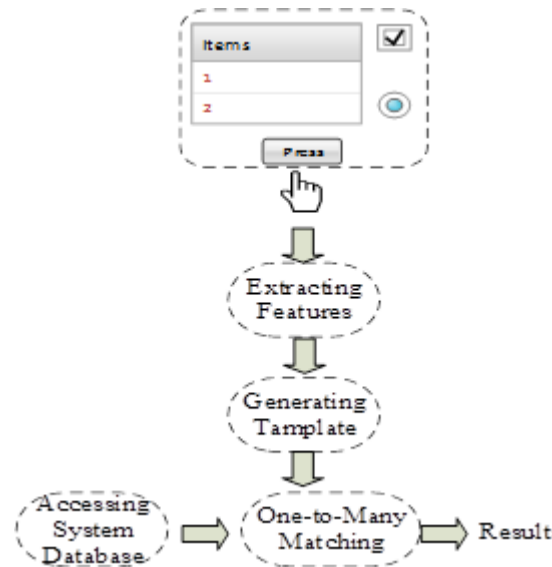 Items
1
2
Press
Extracting
Features
Generating
Tamplate
Accessing
System
Database
One-to-Many
Matching
Result